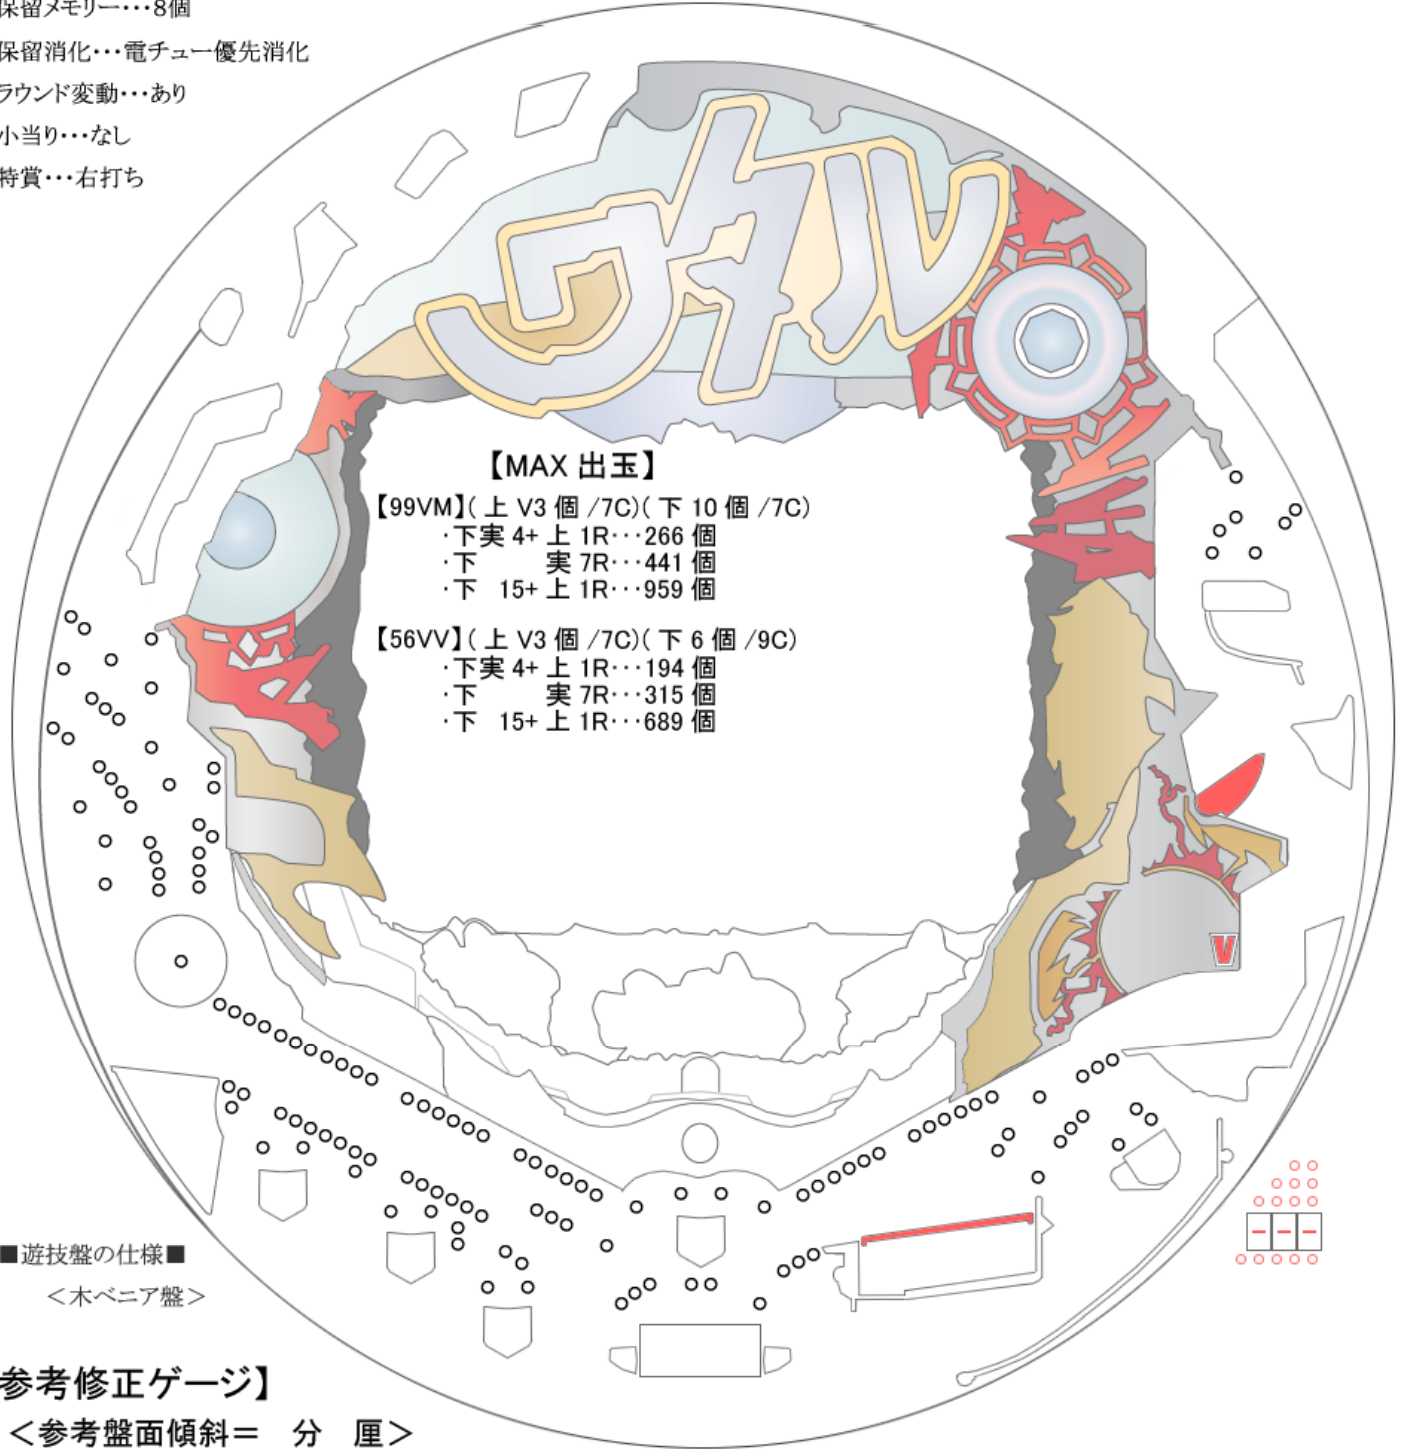 保留メモリー･･･8個
保留消化･･･電チュー優先消化
ラウンド変動･･･あり
小当り･･･なし
特賞･･･右打ち
ワタル
【MAX 出玉】
【99VM】( 上 V3 個 /7C)( 下 10 個 /7C)
･下実 4+ 上 1R･･･266 個
･下 実 7R･･･441 個
･下 15+ 上 1R･･･959 個
【56VV】( 上 V3 個 /7C)( 下 6 個 /9C)
･下実 4+ 上 1R･･･194 個
･下 実 7R･･･315 個
･下 15+ 上 1R･･･689 個
V
■遊技盤の仕様■
＜木ベニア盤＞
参考修正ゲージ】
＜参考盤面傾斜＝ 分 厘＞